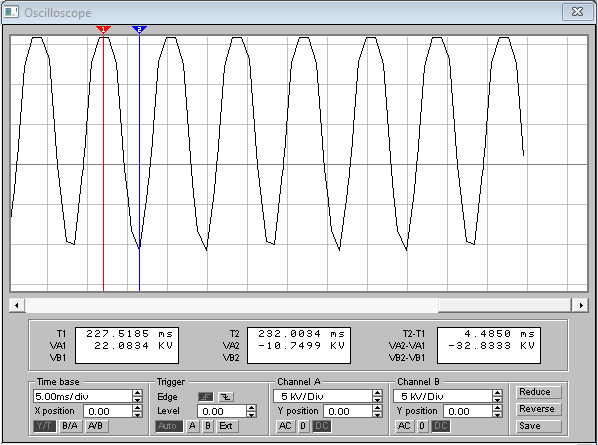 Oscilloscope
1 2
T1 227.5185 ms T2 232.0034 ms T2-T1 4.4850 ms
VA1 22.0834 KV VA2 -10.7499 KV VA2-VA1 -32.8333 KV
VB1 VB2 VB2-VB1
Time base Trigger Channel A Channel B
5.00ms/div Edge 5 kV/Div 5 kV/Div Reduce
X position 0.00 Level 0.00 Y position 0.00 Y position 0.00 Reverse
Y/T B/A A/B Auto A B Ext AC 0 DC AC 0 DC Save